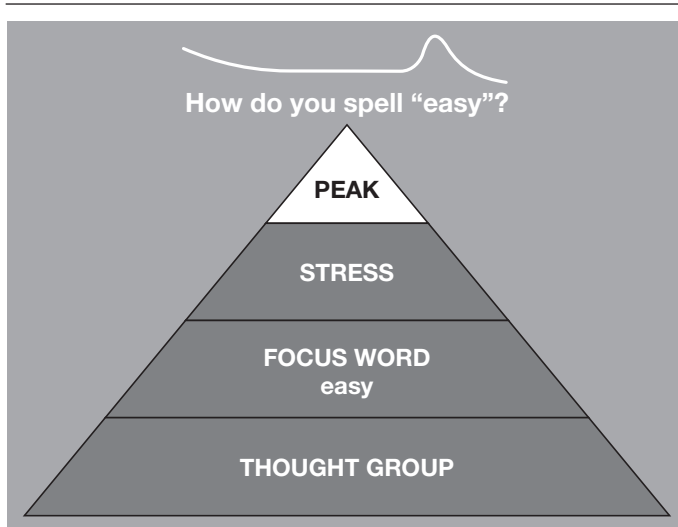 How do you spell “easy”?
PEAK
STRESS
FOCUS WORD
easy
THOUGHT GROUP